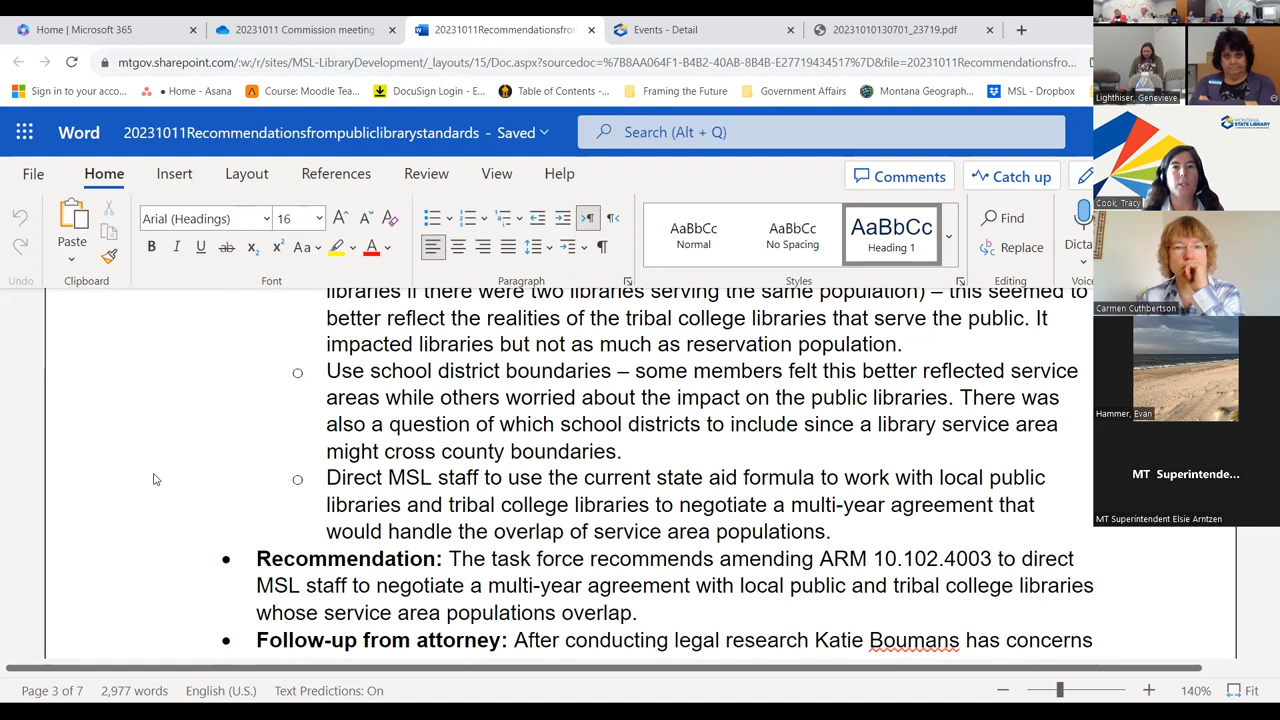 Home | Microsoft 365
20231011 Commission meeting
20231011Recommendationsfrom
Events - Detail
20231010130701_23719.pdf
mtgov.sharepoint.com/:w:/r/sites/MSL-LibraryDevelopment/_layouts/15/Doc.aspx?sourcedoc=%7B8AA064F1-B4B2-40AB-8B4B-E27719434517%7D&file=20231011Recommendationsfro...
Sign in to your acco...
Home - Asana
Course: Moodle Tea...
DocuSign Login - E...
Table of Contents -...
Framing the Future
Government Affairs
Montana Geograph...
MSL - Dropbox
Word 20231011Recommendationsfrompubliclibrarystandards - Saved
Search (Alt + Q)
File Home Insert Layout References Review View Help
Comments
Catch up
Paste
Clipboard
Arial (Headings) 16
Font
Paragraph
AaBbCc
Normal
AaBbCc
No Spacing
AaBbCc
Heading 1
Styles
Find
Replace
Editing
Dicta
Undo
libraries if there were two libraries serving the same population) – this seemed to
better reflect the realities of the tribal college libraries that serve the public. It
impacted libraries but not as much as reservation population.
o Use school district boundaries – some members felt this better reflected service
areas while others worried about the impact on the public libraries. There was
also a question of which school districts to include since a library service area
might cross county boundaries.
o Direct MSL staff to use the current state aid formula to work with local public
libraries and tribal college libraries to negotiate a multi-year agreement that
would handle the overlap of service area populations.
• Recommendation: The task force recommends amending ARM 10.102.4003 to direct
MSL staff to negotiate a multi-year agreement with local public and tribal college libraries
whose service area populations overlap.
• Follow-up from attorney: After conducting legal research Katie Boumans has concerns
Page 3 of 7
2,977 words
English (U.S.)
Text Predictions: On
140%
Fit
Lighthiser, Genevieve
MONTANA
STATE LIBRARY
Cook, Tracy
Carmen Cuthbertson
Hammer, Evan
MT Superintende...
MT Superintendent Elsie Arntzen